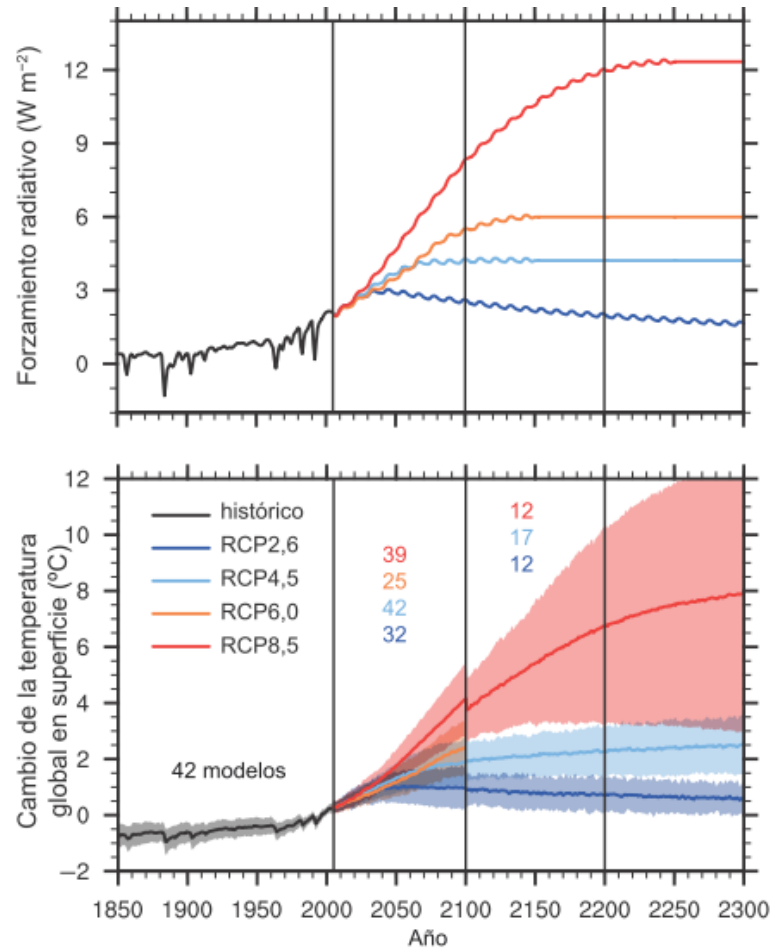 Forzamiento radiativo (W m⁻²)
12
9
6
3
0
Cambio de la temperatura
global en superficie (ºC)
12
10
8
6
4
2
0
−2
histórico
RCP2,6
RCP4,5
RCP6,0
RCP8,5
39
25
42
32
12
17
12
42 modelos
1850 1900 1950 2000 2050 2100 2150 2200 2250 2300
Año